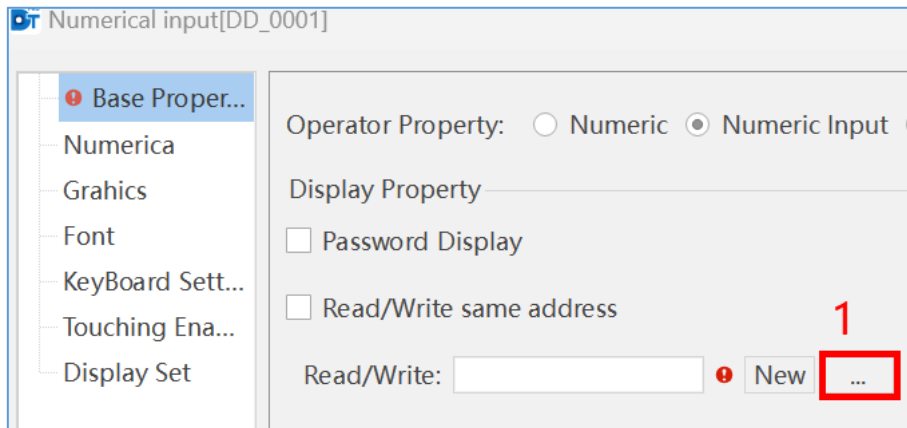 DT Numerical input[DD_0001]
Base Proper...
Operator Property: Numeric Numeric Input
Numerica
Grahics
Display Property
Font
Password Display
KeyBoard Sett...
Read/Write same address
1
Touching Ena...
Display Set
Read/Write: New ...